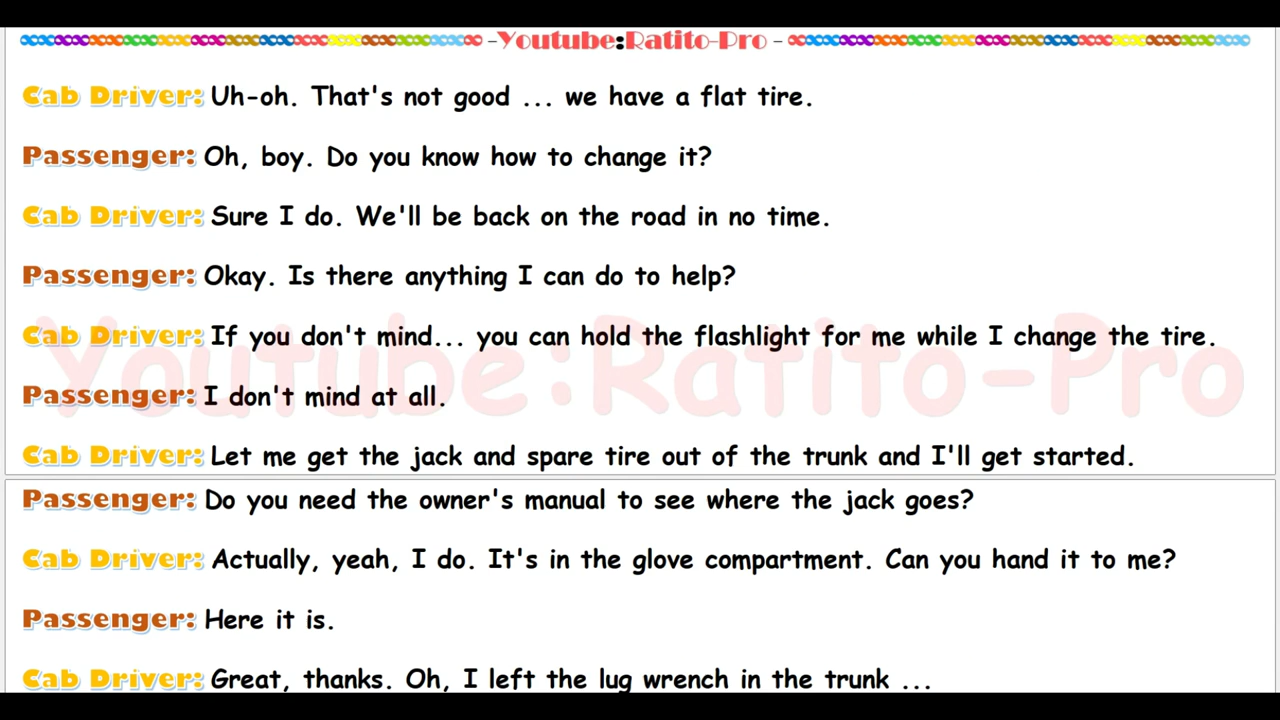 -Youtube:Ratito-Pro -
Cab Driver: Uh-oh. That's not good ... we have a flat tire.
Passenger: Oh, boy. Do you know how to change it?
Cab Driver: Sure I do. We'll be back on the road in no time.
Passenger: Okay. Is there anything I can do to help?
Cab Driver: If you don't mind... you can hold the flashlight for me while I change the tire.
Youtube:Ratito-Pro
Passenger: I don't mind at all.
Cab Driver: Let me get the jack and spare tire out of the trunk and I'll get started.
Passenger: Do you need the owner's manual to see where the jack goes?
Cab Driver: Actually, yeah, I do. It's in the glove compartment. Can you hand it to me?
Passenger: Here it is.
Cab Driver: Great, thanks. Oh, I left the lug wrench in the trunk ...